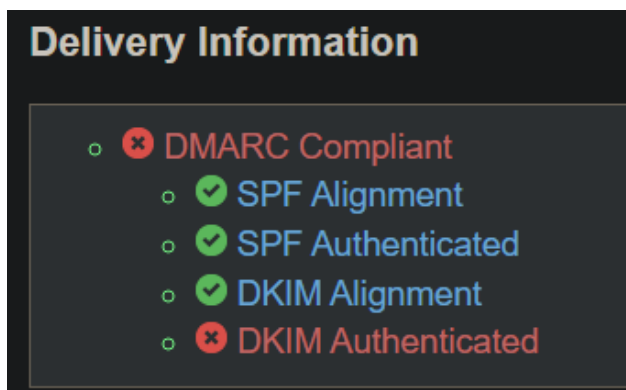 Delivery Information
DMARC Compliant
SPF Alignment
SPF Authenticated
DKIM Alignment
DKIM Authenticated